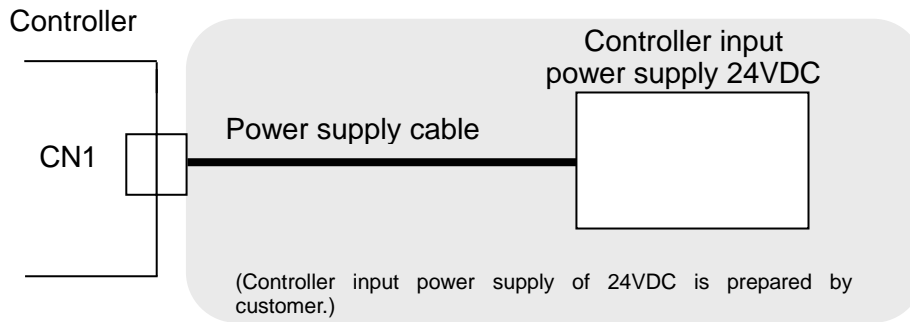 Controller
Controller input
power supply 24VDC
Power supply cable
CN1
(Controller input power supply of 24VDC is prepared by
customer.)